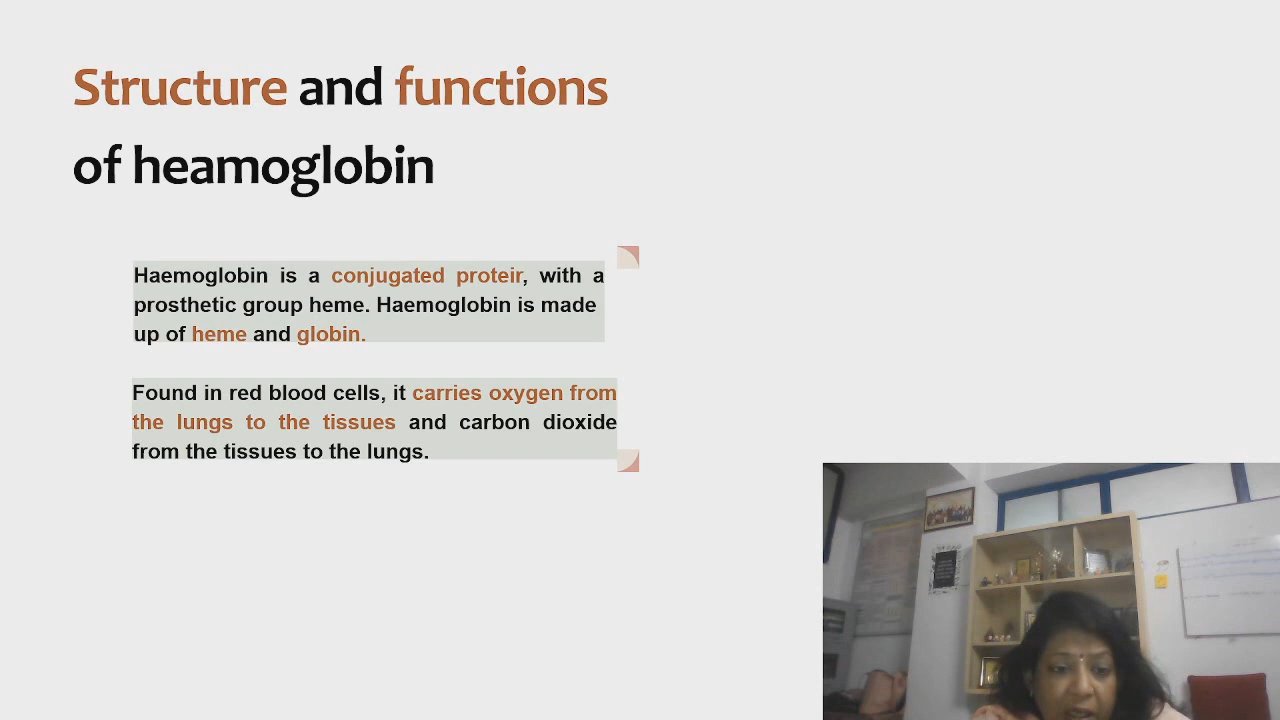 Structure and functions
of heamoglobin
Haemoglobin is a conjugated proteir, with a
prosthetic group heme. Haemoglobin is made
up of heme and globin.
Found in red blood cells, it carries oxygen from
the lungs to the tissues and carbon dioxide
from the tissues to the lungs.